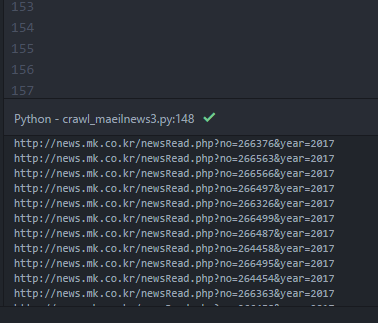 153
154
155
156
157
Python - crawl_maeilnews3.py:148
http://news.mk.co.kr/newsRead.php?no=266376&year=2017
http://news.mk.co.kr/newsRead.php?no=266563&year=2017
http://news.mk.co.kr/newsRead.php?no=266566&year=2017
http://news.mk.co.kr/newsRead.php?no=266497&year=2017
http://news.mk.co.kr/newsRead.php?no=266326&year=2017
http://news.mk.co.kr/newsRead.php?no=266499&year=2017
http://news.mk.co.kr/newsRead.php?no=266487&year=2017
http://news.mk.co.kr/newsRead.php?no=264458&year=2017
http://news.mk.co.kr/newsRead.php?no=266495&year=2017
http://news.mk.co.kr/newsRead.php?no=264454&year=2017
http://news.mk.co.kr/newsRead.php?no=266363&year=2017